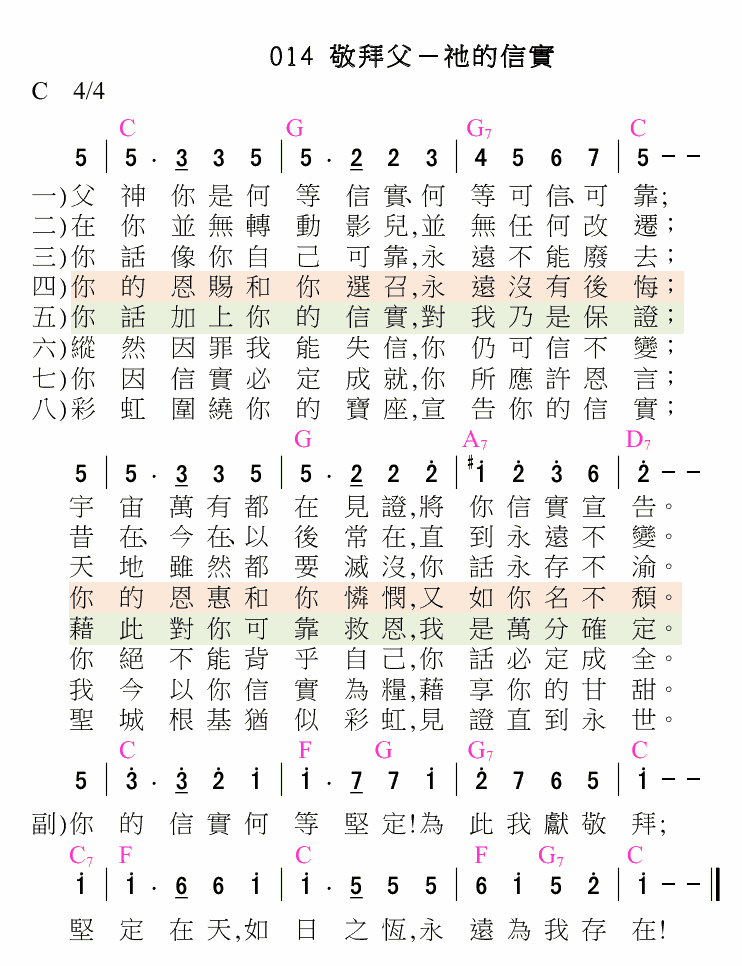 014 敬拜父－祂的信實
C 4/4
C G G7 C
5 | 5 · 3 3 5 | 5 · 2 2 3 | 4 5 6 7 | 5 - -
一)父神你是何等信實、何等可信、可靠;
二)在你並無轉動影兒,並無任何改遷；
三)你話像你自己可靠,永遠不能廢去；
四)你的恩賜和你選召,永遠沒有後悔；
五)你話加上你的信實,對我乃是保證；
六)縱然因罪我能失信,你仍可信不變；
七)你因信實必定成就,你所應許恩言；
八)彩虹圍繞你的寶座,宣告你的信實；
G A7 D7
5 | 5 · 3 3 5 | 5 · 2 2 2̇ | #1̇ 2̇ 3̇ 6 | 2̇ - -
宇宙萬有都在見證,將你信實宣告。
昔在、今在、以後常在,直到永遠不變。
天地雖然都要滅沒,你話永存不渝。
你的恩惠和你憐憫,又如你名不頹。
藉此對你可靠救恩,我是萬分確定。
你絕不能背乎自己,你話必定成全。
我今以你信實為糧,藉享你的甘甜。
聖城根基猶似彩虹,見證直到永世。
C F G G7 C
5 | 3̇ · 3̇ 2̇ 1̇ | 1̇ · 7 7 1̇ | 2̇ 7 6 5 | 1̇ - -
副)你的信實何等堅定!為此我獻敬拜;
C7 F C F G7 C
1̇ | 1̇ · 6 6 1̇ | 1̇ · 5 5 5 | 6 1̇ 5 2̇ | 1̇ - - ‖
堅定在天,如日之恆,永遠為我存在!